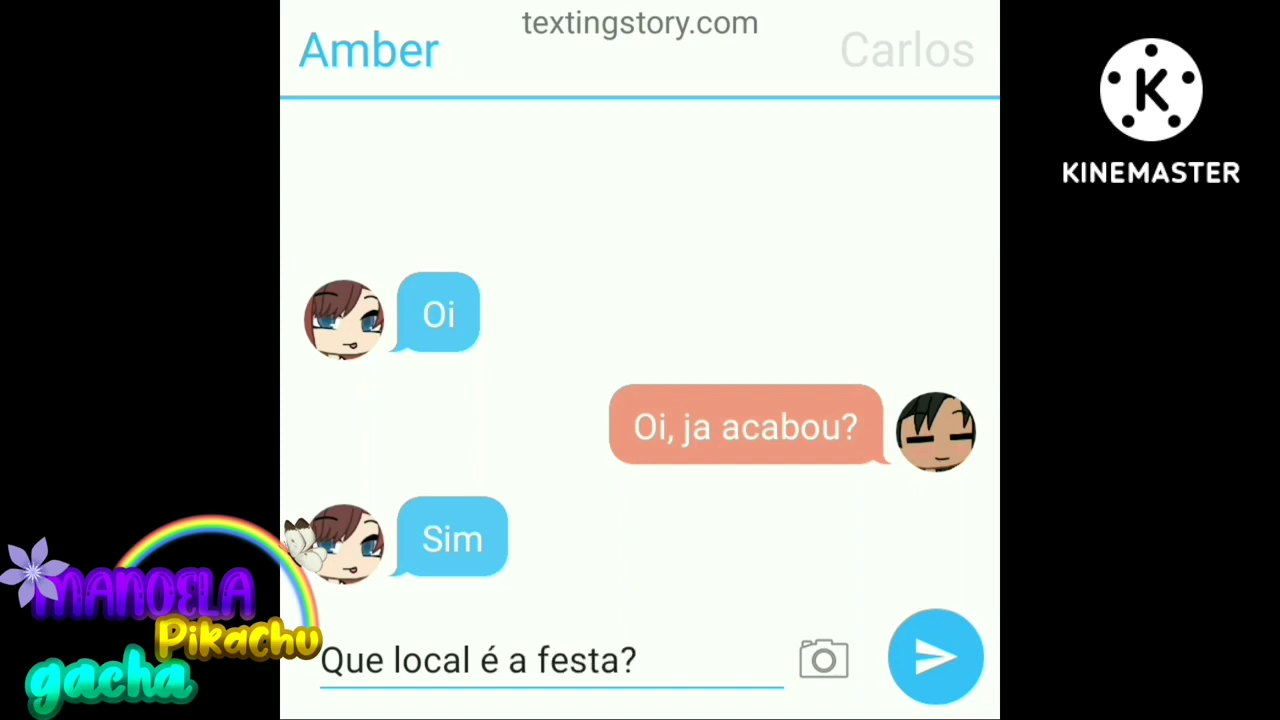 textingstory.com
Amber
Carlos
K
KINEMASTER
Oi
Oi, ja acabou?
Sim
MANOELA
Pikachu
gacha
Que local é a festa?